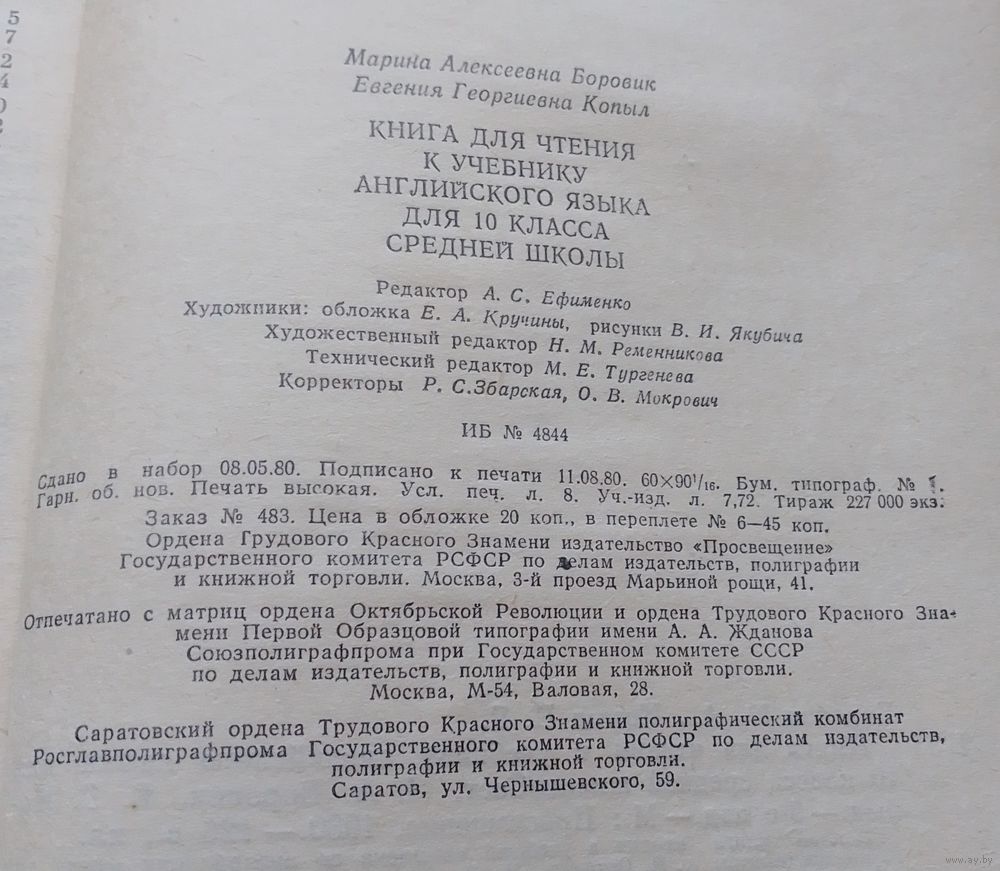 5
7
2
4
Марина Алексеевна Боровик
Евгения Георгиевна Копыл
КНИГА ДЛЯ ЧТЕНИЯ
К УЧЕБНИКУ
АНГЛИЙСКОГО ЯЗЫКА
ДЛЯ 10 КЛАССА
СРЕДНЕЙ ШКОЛЫ
Редактор А. С. Ефименко
Художники: обложка Е. А. Кручины, рисунки В. И. Якубича
Художественный редактор Н. М. Ременникова
Технический редактор М. Е. Тургенева
Корректоры Р. С.Збарская, О. В. Мокрович
ИБ № 4844
Сдано в набор 08.05.80. Подписано к печати 11.08.80. 60×90¹/₁₆. Бум. типограф. № 1.
Гарн. об. нов. Печать высокая. Усл. печ. л. 8. Уч.-изд. л. 7,72. Тираж 227 000 экз.
Заказ № 483. Цена в обложке 20 коп., в переплете № 6—45 коп.
Ордена Трудового Красного Знамени издательство «Просвещение»
Государственного комитета РСФСР по делам издательств, полиграфии
и книжной торговли. Москва, 3-й проезд Марьиной рощи, 41.
Отпечатано с матриц ордена Октябрьской Революции и ордена Трудового Красного Зна-
мени Первой Образцовой типографии имени А. А. Жданова
Союзполиграфпрома при Государственном комитете СССР
по делам издательств, полиграфии и книжной торговли.
Москва, М-54, Валовая, 28.
Саратовский ордена Трудового Красного Знамени полиграфический комбинат
Росглавполиграфпрома Государственного комитета РСФСР по делам издательств,
полиграфии и книжной торговли.
Саратов, ул. Чернышевского, 59.
www.ay.by